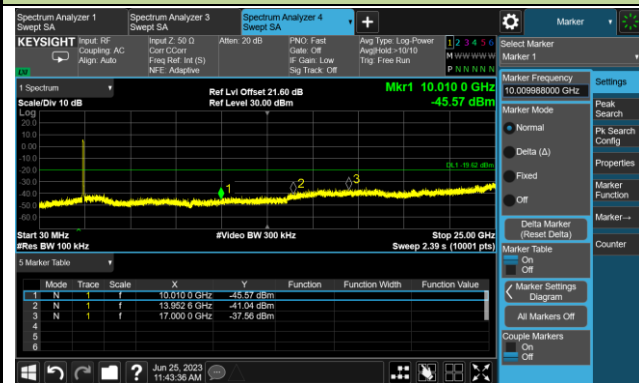 Spectrum Analyzer 1
Swept SA
Spectrum Analyzer 3
Swept SA
Spectrum Analyzer 4
Swept SA
Marker
KEYSIGHT
Input: RF
Coupling: AC
Align: Auto
Input Z: 50 Ω
Corr CCorr
Freq Ref: Int (S)
NFE: Adaptive
Atten: 20 dB
PNO: Fast
Gate: Off
IF Gain: Low
Sig Track: Off
Avg Type: Log-Power
Avg|Hold:>10/10
Trig: Free Run
1 2 3 4 5 6
M W W W W W
P N N N N N
LXI
Select Marker
Marker 1
1 Spectrum
Scale/Div 10 dB
Log
Ref Lvl Offset 21.60 dB
Ref Level 30.00 dBm
Mkr1 10.010 0 GHz
-45.57 dBm
20.0
10.0
0.00
-10.0
-20.0
-30.0
-40.0
-50.0
-60.0
DL1 -19.62 dBm
1
2
3
Start 30 MHz
#Res BW 100 kHz
#Video BW 300 kHz
Stop 25.00 GHz
Sweep 2.39 s (10001 pts)
5 Marker Table
Mode Trace Scale X Y Function Function Width Function Value
1 N 1 f 10.010 0 GHz -45.57 dBm
2 N 1 f 13.952 6 GHz -41.04 dBm
3 N 1 f 17.000 0 GHz -37.56 dBm
4
5
6
Marker Frequency
10.009988000 GHz
Marker Mode
Normal
Delta (Δ)
Fixed
Off
Delta Marker
(Reset Delta)
Marker Table
On
Off
Marker Settings
Diagram
All Markers Off
Couple Markers
On
Off
Settings
Peak
Search
Pk Search
Config
Properties
Marker
Function
Marker→
Counter
?
Jun 25, 2023
11:43:36 AM